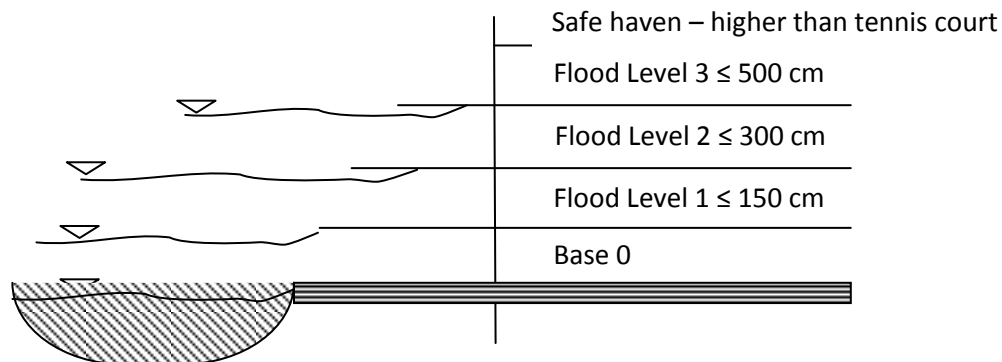 Safe haven – higher than tennis court
Flood Level 3 ≤ 500 cm
Flood Level 2 ≤ 300 cm
Flood Level 1 ≤ 150 cm
Base 0